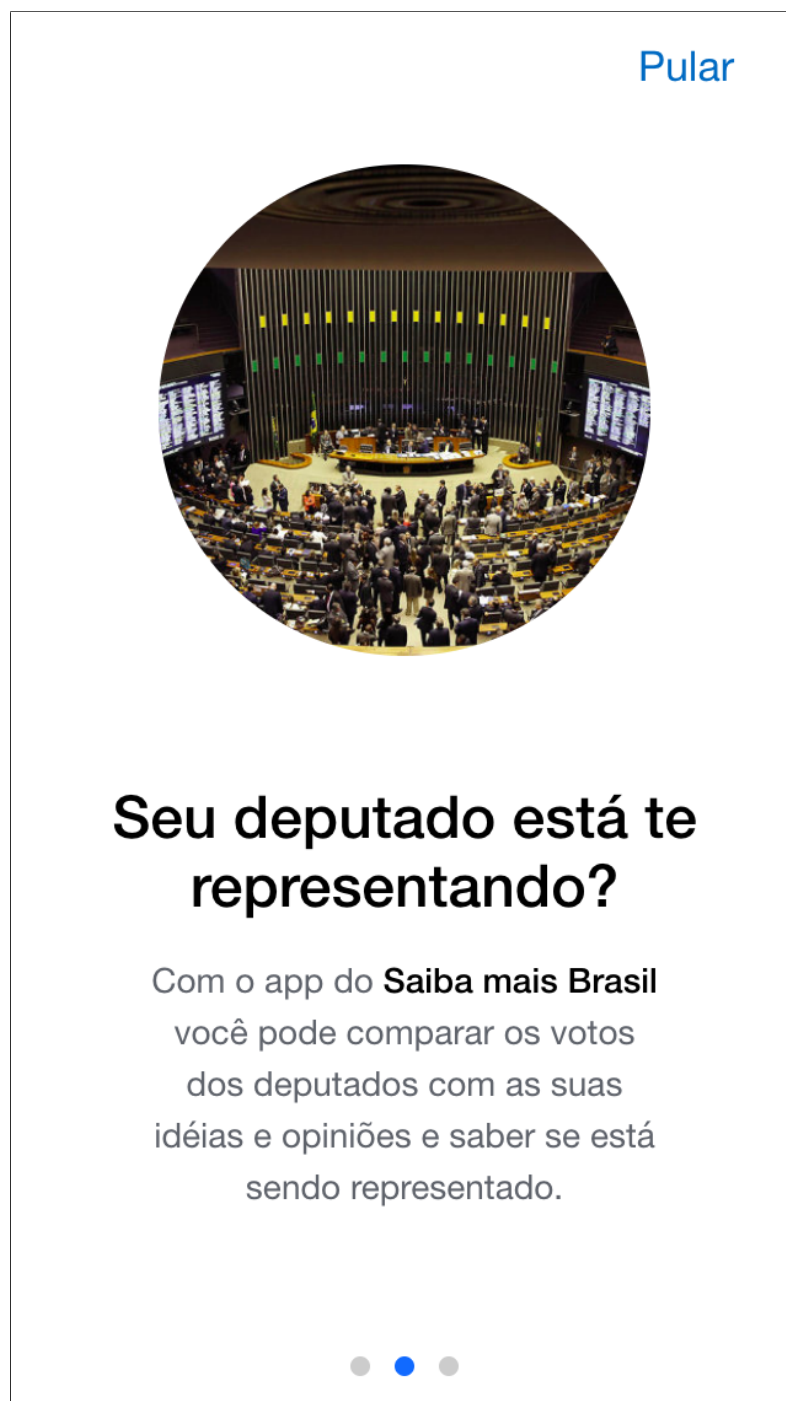 Pular
Seu deputado está te
representando?
Com o app do Saiba mais Brasil
você pode comparar os votos
dos deputados com as suas
idéias e opiniões e saber se está
sendo representado.